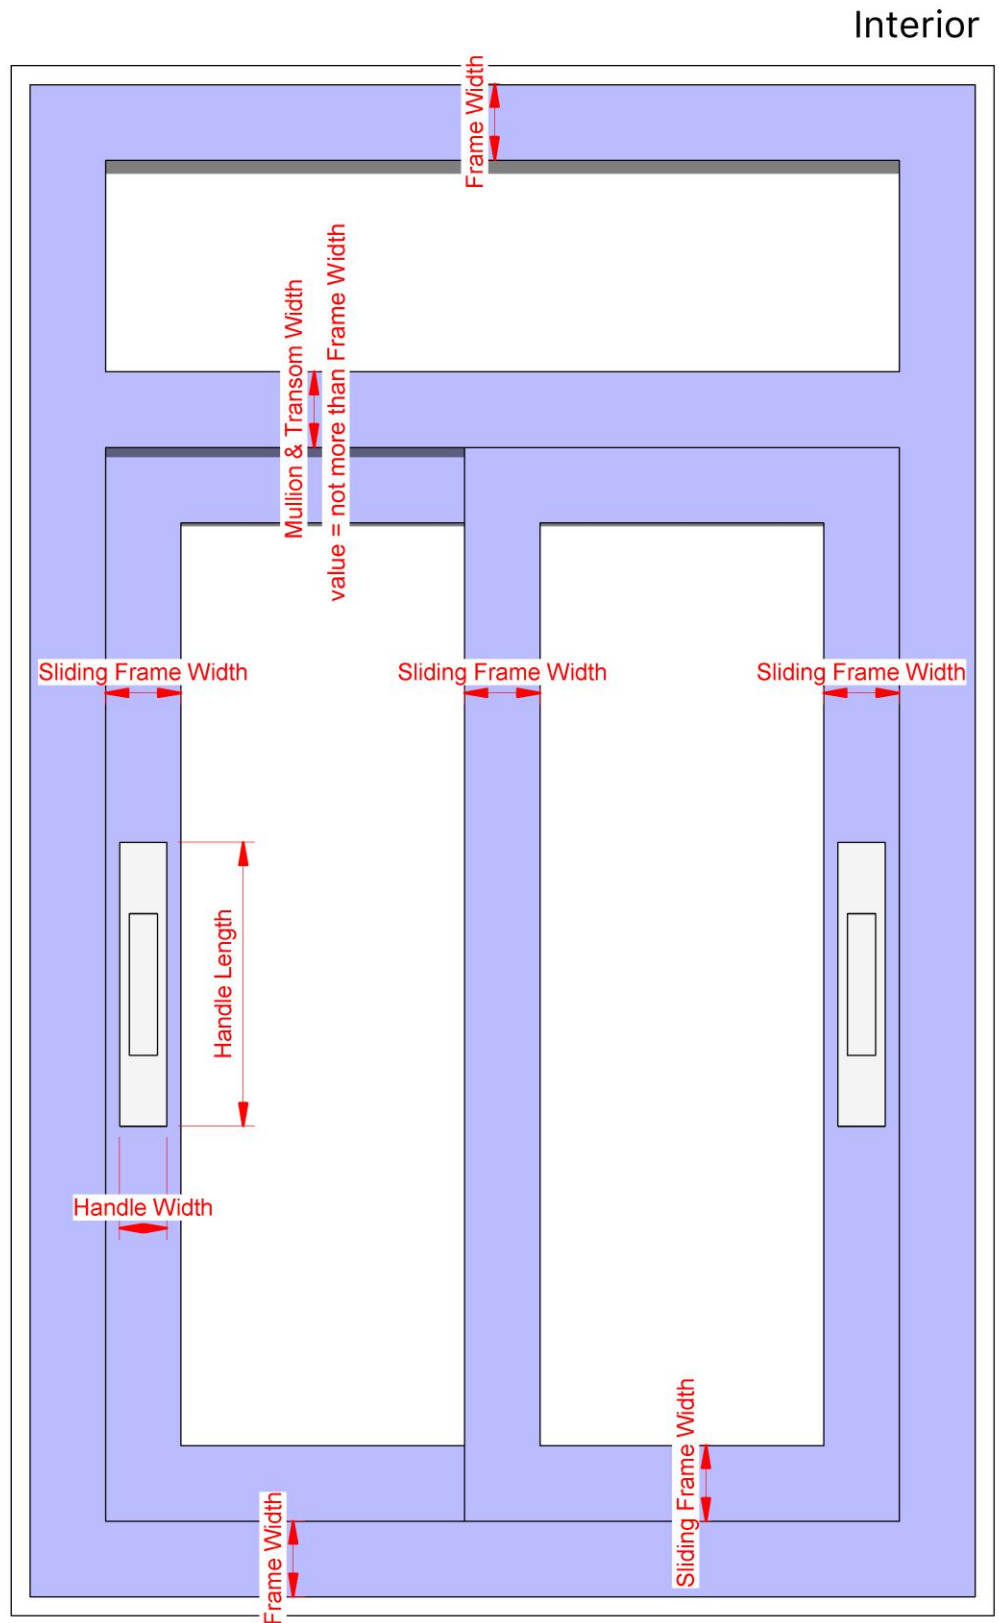 Interior
Frame Width
Mullion & Transom Width
value = not more than Frame Width
Sliding Frame Width
Sliding Frame Width
Sliding Frame Width
Handle Length
Handle Width
Sliding Frame Width
Frame Width